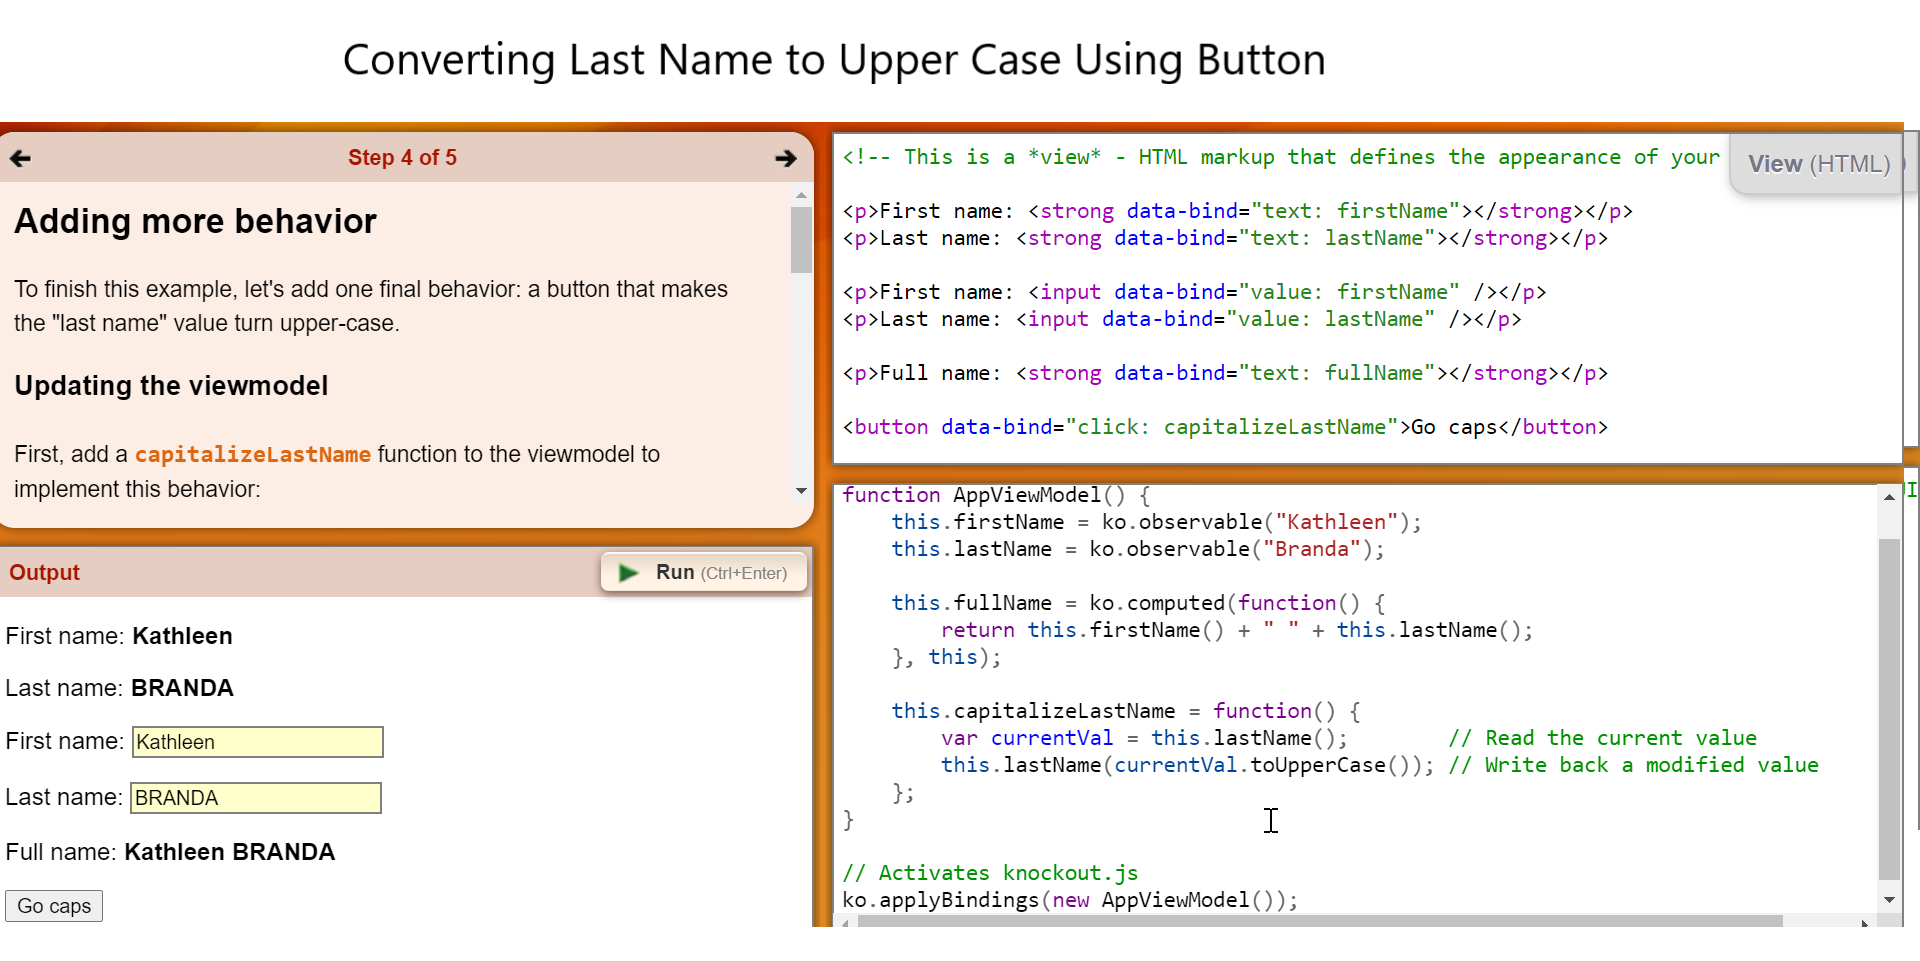 Converting Last Name to Upper Case Using Button
Step 4 of 5
Adding more behavior
To finish this example, let's add one final behavior: a button that makes
the "last name" value turn upper-case.
Updating the viewmodel
First, add a capitalizeLastName function to the viewmodel to
implement this behavior:
Output
Run (Ctrl+Enter)
First name: Kathleen
Last name: BRANDA
First name: Kathleen
Last name: BRANDA
Full name: Kathleen BRANDA
Go caps
<!-- This is a *view* - HTML markup that defines the appearance of your
View (HTML)
<p>First name: <strong data-bind="text: firstName"></strong></p>
<p>Last name: <strong data-bind="text: lastName"></strong></p>
<p>First name: <input data-bind="value: firstName" /></p>
<p>Last name: <input data-bind="value: lastName" /></p>
<p>Full name: <strong data-bind="text: fullName"></strong></p>
<button data-bind="click: capitalizeLastName">Go caps</button>
function AppViewModel() {
    this.firstName = ko.observable("Kathleen");
    this.lastName = ko.observable("Branda");
    this.fullName = ko.computed(function() {
        return this.firstName() + " " + this.lastName();
    }, this);
    this.capitalizeLastName = function() {
        var currentVal = this.lastName();        // Read the current value
        this.lastName(currentVal.toUpperCase()); // Write back a modified value
    };
}
// Activates knockout.js
ko.applyBindings(new AppViewModel());